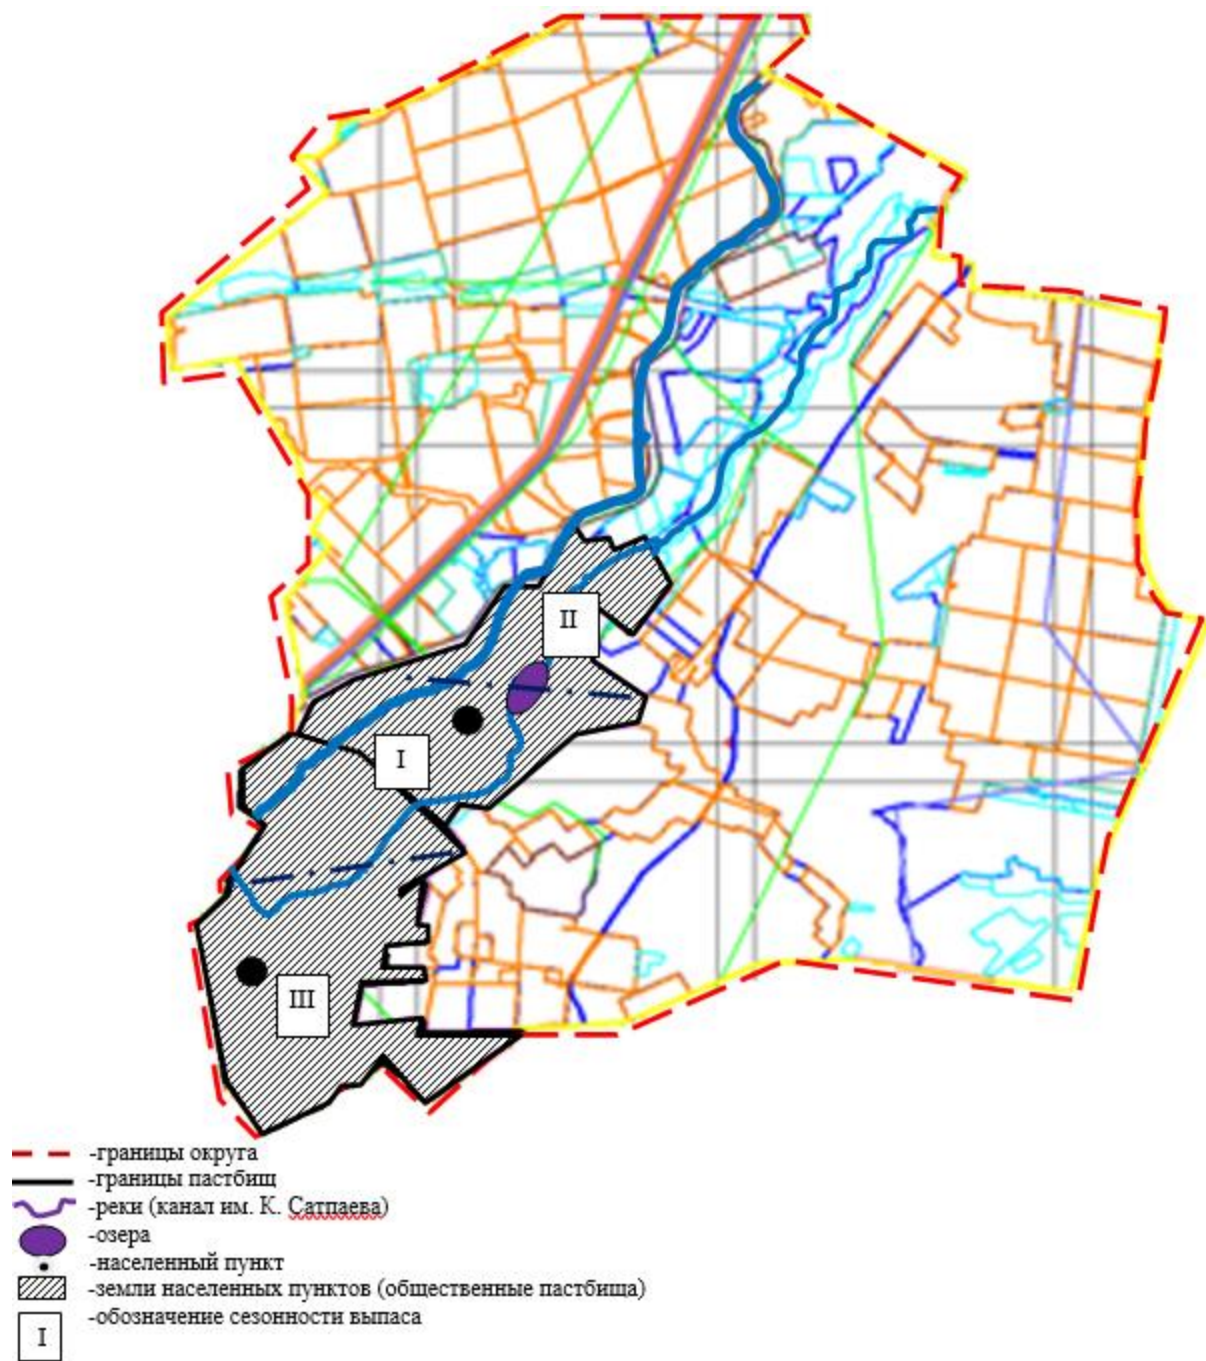 II
I
III
-границы округа
-границы пастбищ
-реки (канал им. К. Сатпаева)
-озера
-населенный пункт
-земли населенных пунктов (общественные пастбища)
-обозначение сезонности выпаса
I